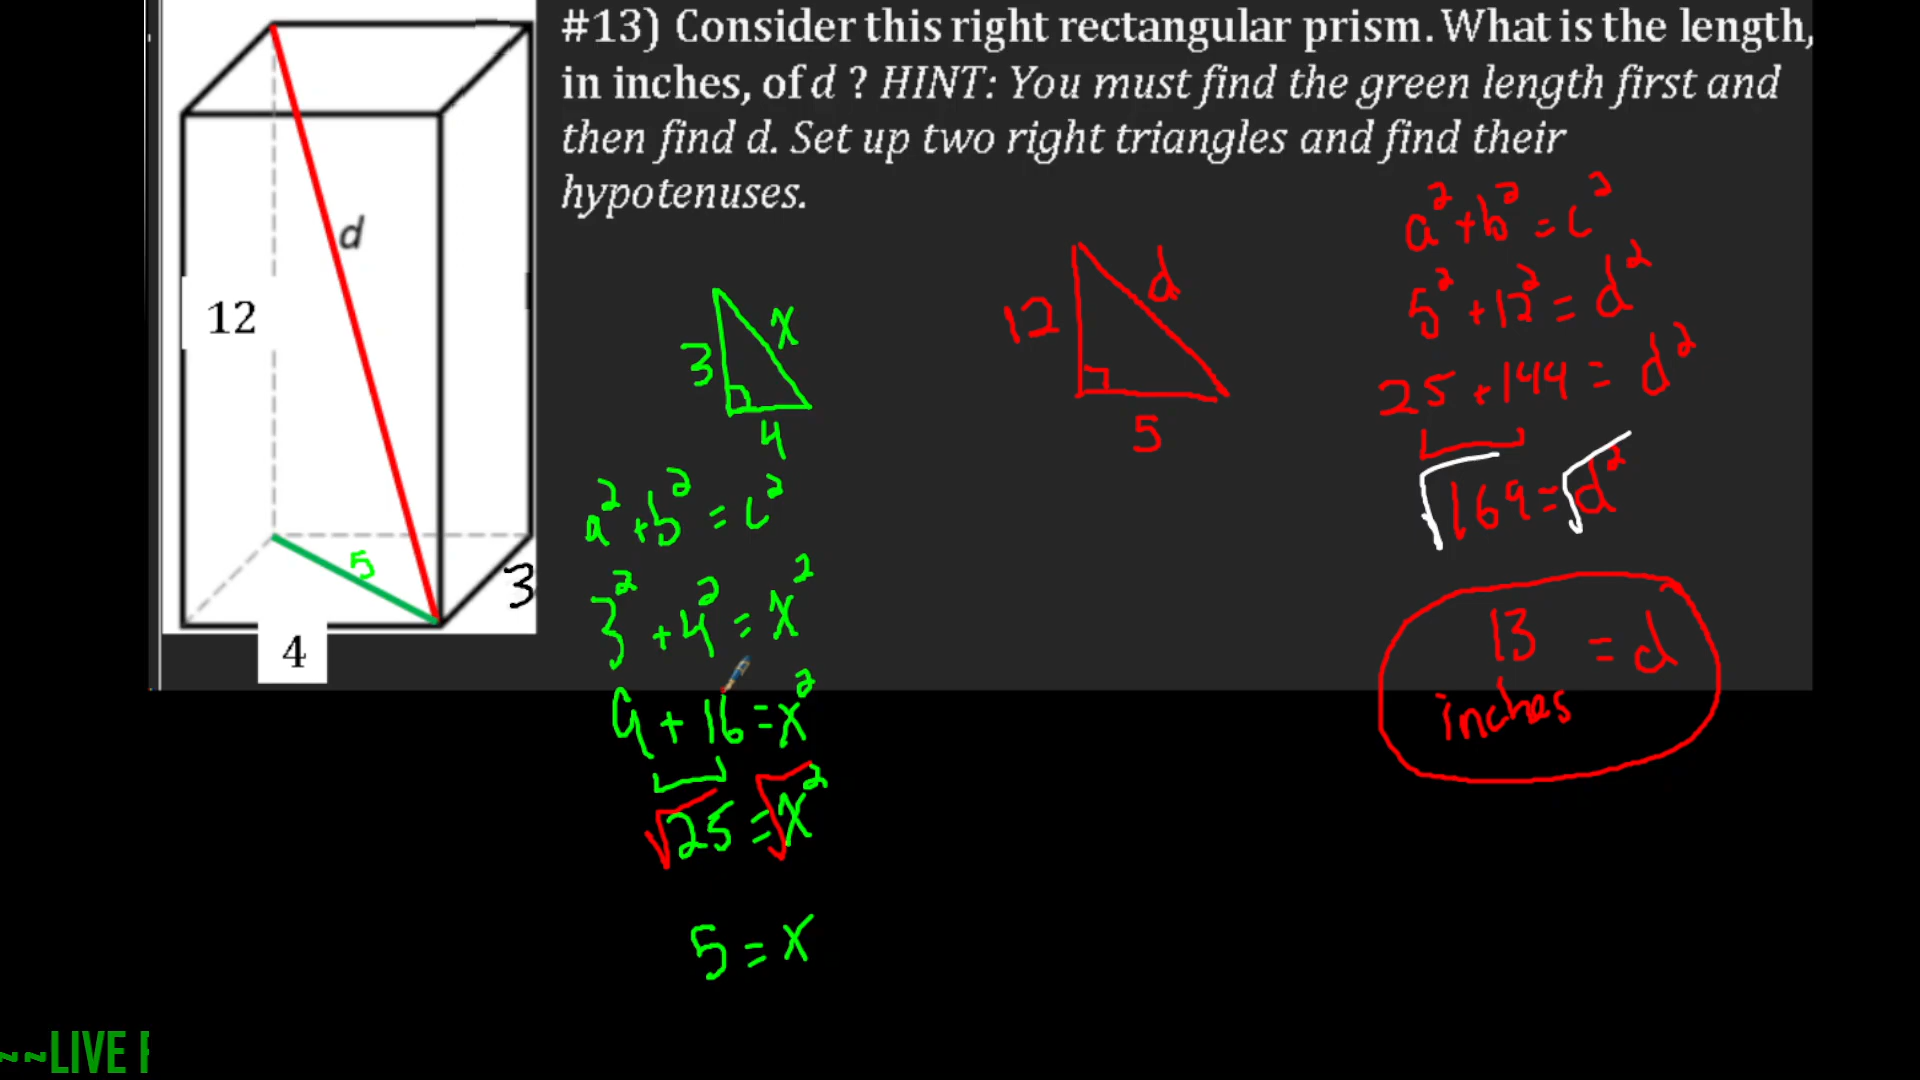 #13) Consider this right rectangular prism. What is the length,
in inches, of d ? HINT: You must find the green length first and
then find d. Set up two right triangles and find their
hypotenuses.
d
12
5
3
4
3
x
4
a²+b²=c²
3²+4²=x²
9+16=x²
√25=√x²
5=x
12
d
5
a²+b²=c²
5²+12²=d²
25+144=d²
√169=√d²
13=d
inches
~~LIVE